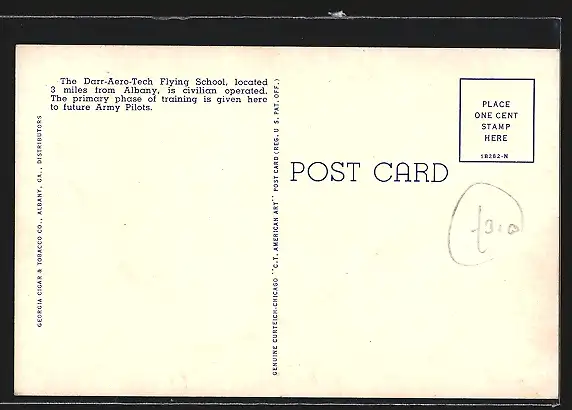 The Darr-Aero-Tech Flying School, located
3 miles from Albany, is civilian operated.
The primary phase of training is given here
to future Army Pilots.
GEORGIA CIGAR & TOBACCO CO., ALBANY, GA., DISTRIBUTORS
GENUINE CURTEICH-CHICAGO "C.T. AMERICAN ART" POST CARD (REG. U. S. PAT. OFF.)
POST CARD
PLACE
ONE CENT
STAMP
HERE
1B282-N